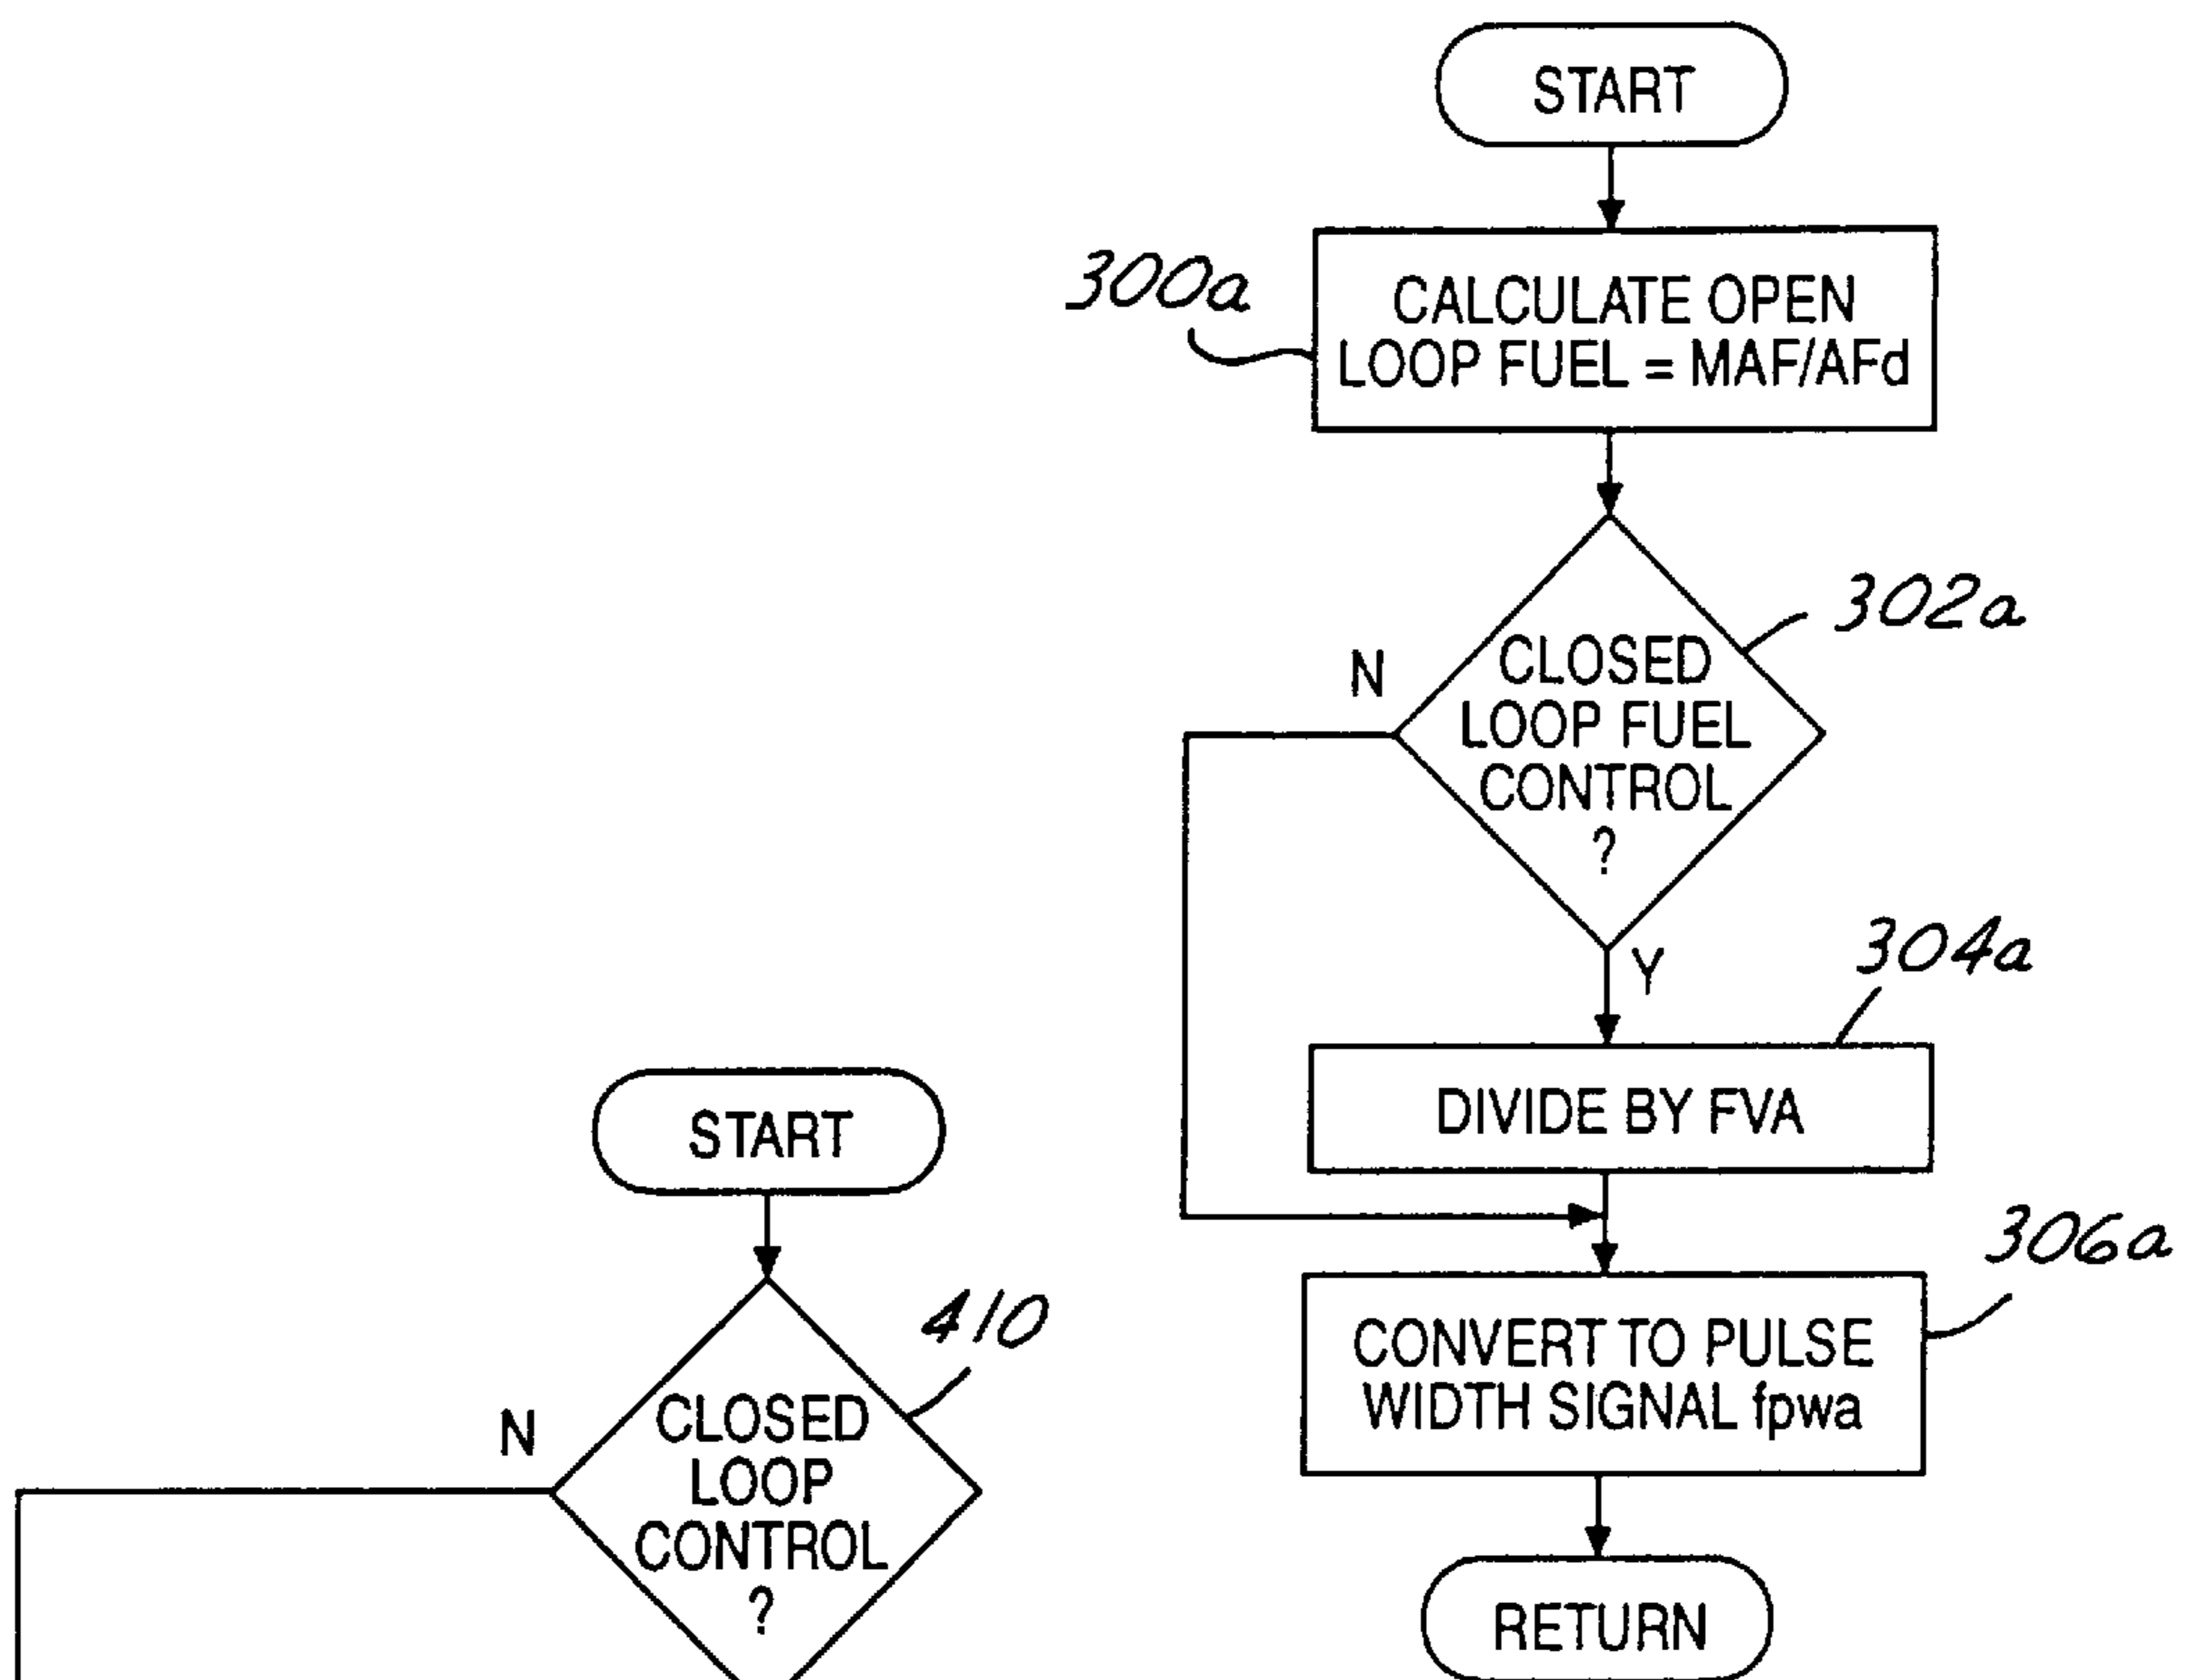 START
300a
CALCULATE OPEN
LOOP FUEL = MAF/AFd
302a
CLOSED
LOOP FUEL
CONTROL
?
N
Y
304a
DIVIDE BY FVA
306a
CONVERT TO PULSE
WIDTH SIGNAL fpwa
RETURN
START
410
CLOSED
LOOP
CONTROL
?
N